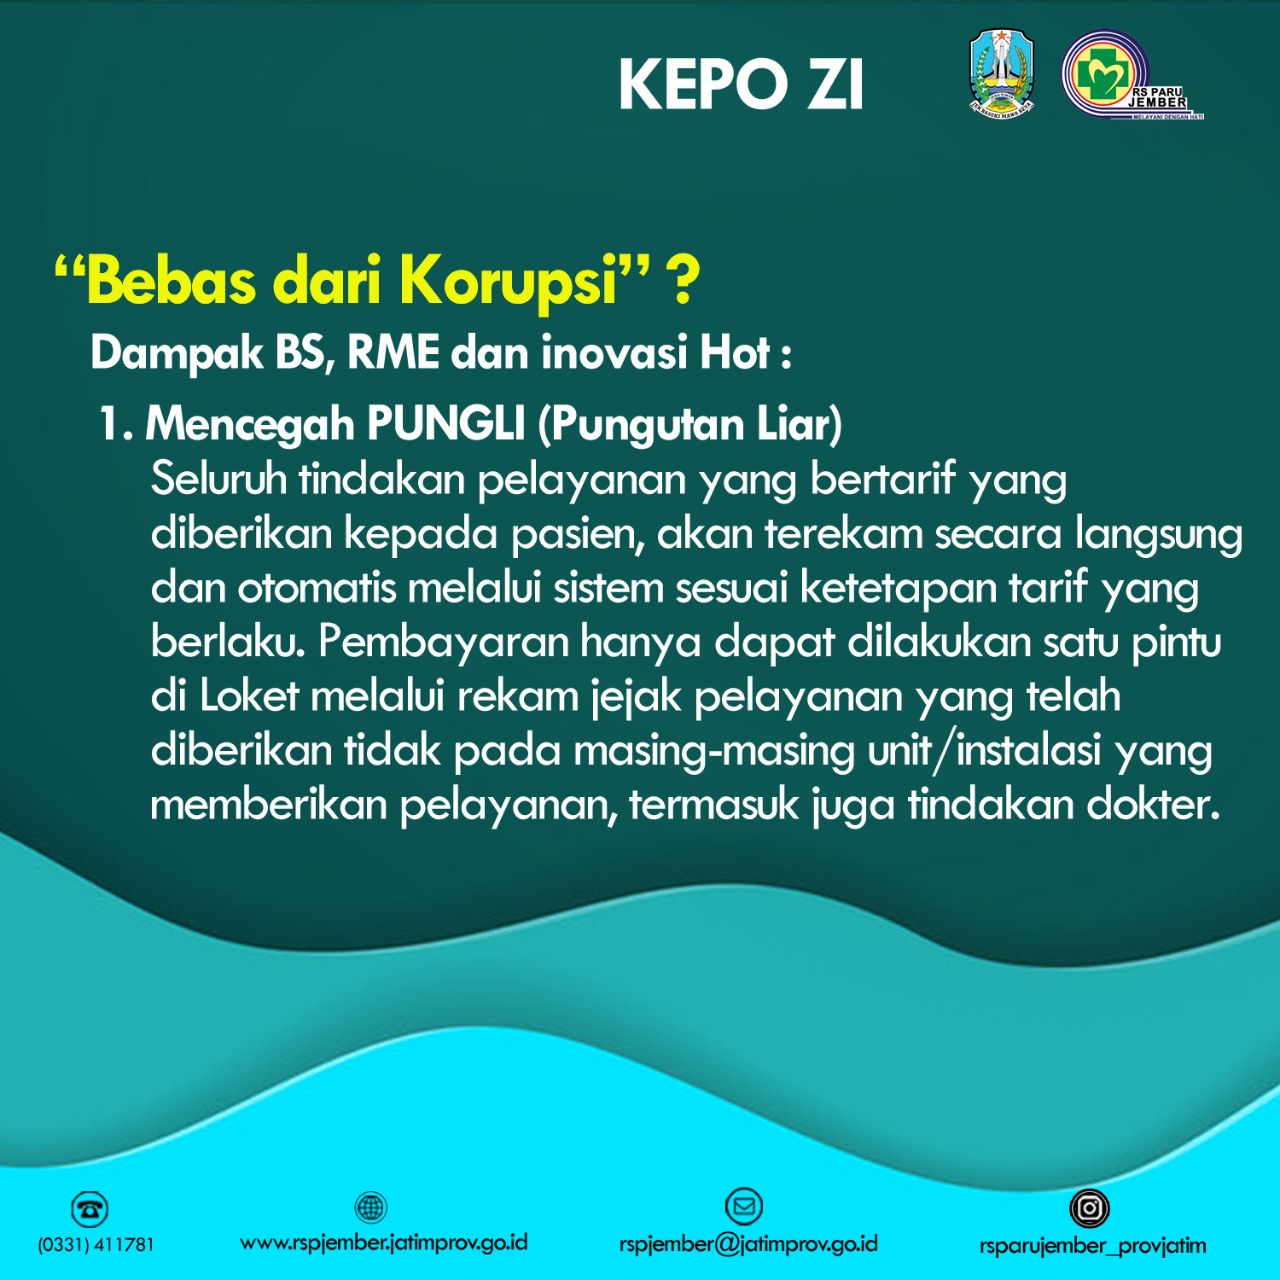 KEPO ZI
RS PARU
JEMBER
MELAYANI DENGAN HATI
JER BASUKI MAWA BEYA
“Bebas dari Korupsi” ?
Dampak BS, RME dan inovasi Hot :
1. Mencegah PUNGLI (Pungutan Liar)
Seluruh tindakan pelayanan yang bertarif yang
diberikan kepada pasien, akan terekam secara langsung
dan otomatis melalui sistem sesuai ketetapan tarif yang
berlaku. Pembayaran hanya dapat dilakukan satu pintu
di Loket melalui rekam jejak pelayanan yang telah
diberikan tidak pada masing-masing unit/instalasi yang
memberikan pelayanan, termasuk juga tindakan dokter.
(0331) 411781
www.rspjember.jatimprov.go.id
rspjember@jatimprov.go.id
rsparujember_provjatim